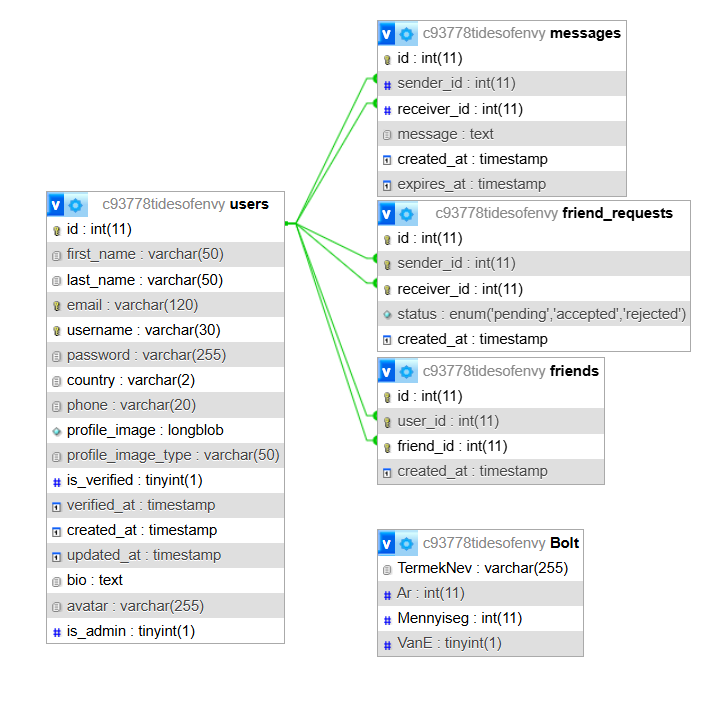 c93778tidesofenvy messages
id : int(11)
sender_id : int(11)
receiver_id : int(11)
message : text
created_at : timestamp
expires_at : timestamp
c93778tidesofenvy users
id : int(11)
first_name : varchar(50)
last_name : varchar(50)
email : varchar(120)
username : varchar(30)
password : varchar(255)
country : varchar(2)
phone : varchar(20)
profile_image : longblob
profile_image_type : varchar(50)
is_verified : tinyint(1)
verified_at : timestamp
created_at : timestamp
updated_at : timestamp
bio : text
avatar : varchar(255)
is_admin : tinyint(1)
c93778tidesofenvy friend_requests
id : int(11)
sender_id : int(11)
receiver_id : int(11)
status : enum('pending','accepted','rejected')
created_at : timestamp
c93778tidesofenvy friends
id : int(11)
user_id : int(11)
friend_id : int(11)
created_at : timestamp
c93778tidesofenvy Bolt
TermekNev : varchar(255)
Ar : int(11)
Mennyiseg : int(11)
VanE : tinyint(1)